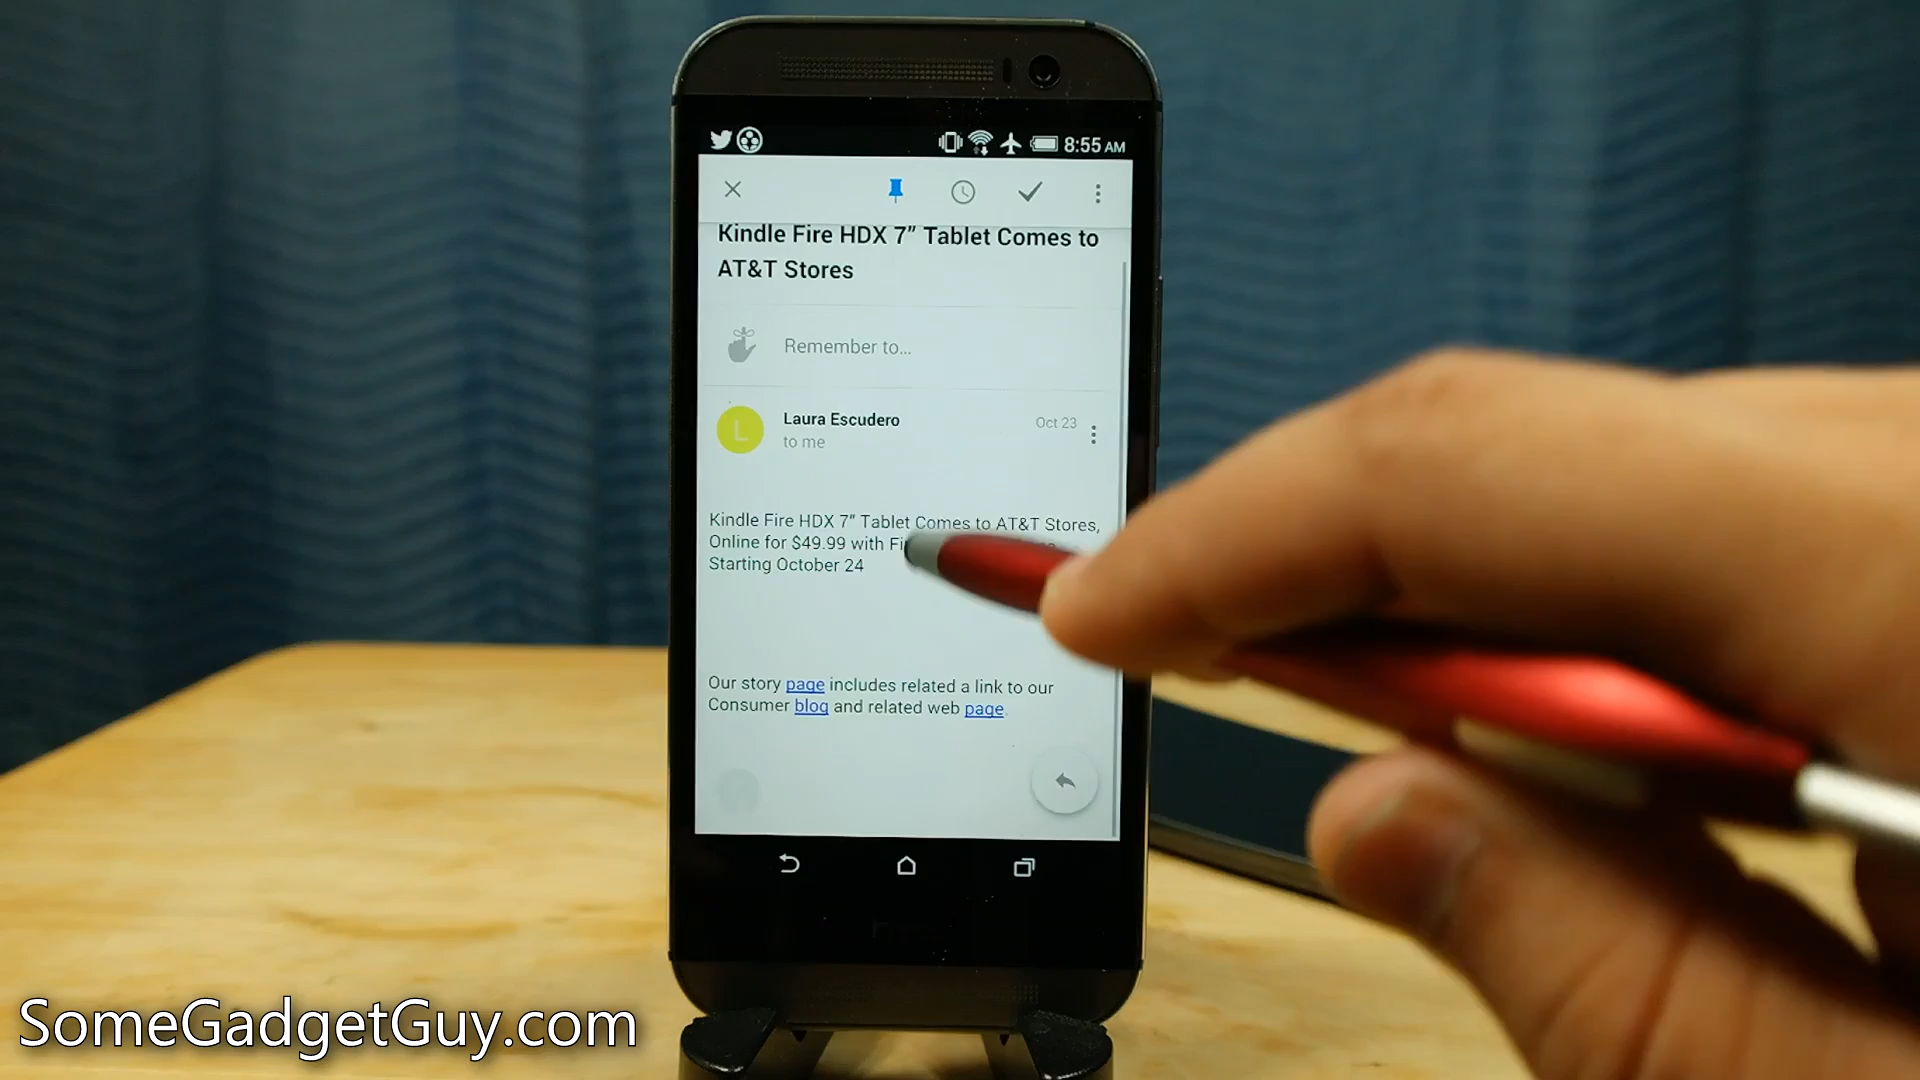 8:55 AM
Kindle Fire HDX 7” Tablet Comes to
AT&T Stores
Remember to...
L
Laura Escudero
Oct 23
to me
Kindle Fire HDX 7” Tablet Comes to AT&T Stores,
Online for $49.99 with
Starting October 24
Our story page includes related a link to our
Consumer blog and related web page.
SomeGadgetGuy.com